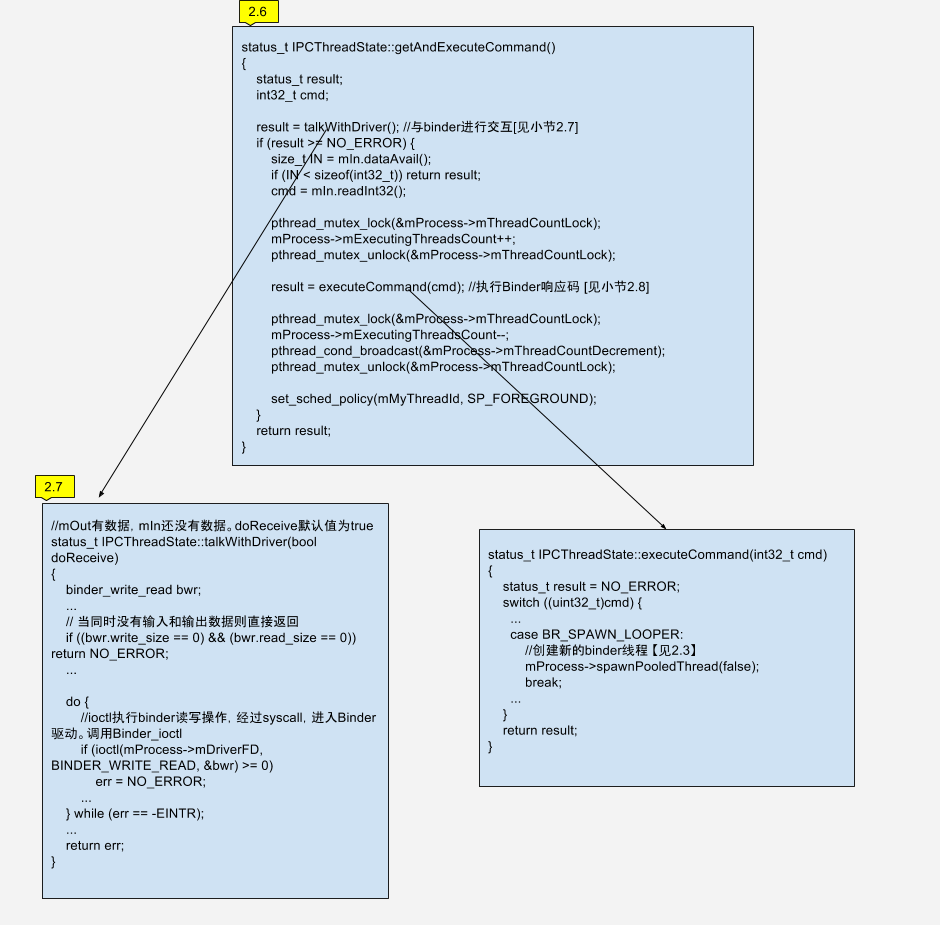 2.6
status_t IPCThreadState::getAndExecuteCommand()
{
status_t result;
int32_t cmd;
result = talkWithDriver(); //与binder进行交互[见小节2.7]
if (result >= NO_ERROR) {
size_t IN = mIn.dataAvail();
if (IN < sizeof(int32_t)) return result;
cmd = mIn.readInt32();
pthread_mutex_lock(&mProcess->mThreadCountLock);
mProcess->mExecutingThreadsCount++;
pthread_mutex_unlock(&mProcess->mThreadCountLock);
result = executeCommand(cmd); //执行Binder响应码 [见小节2.8]
pthread_mutex_lock(&mProcess->mThreadCountLock);
mProcess->mExecutingThreadsCount--;
pthread_cond_broadcast(&mProcess->mThreadCountDecrement);
pthread_mutex_unlock(&mProcess->mThreadCountLock);
set_sched_policy(mMyThreadId, SP_FOREGROUND);
}
return result;
}
2.7
//mOut有数据，mIn还没有数据。doReceive默认值为true
status_t IPCThreadState::talkWithDriver(bool
doReceive)
{
binder_write_read bwr;
...
// 当同时没有输入和输出数据则直接返回
if ((bwr.write_size == 0) && (bwr.read_size == 0))
return NO_ERROR;
...
do {
//ioctl执行binder读写操作，经过syscall，进入Binder
驱动。调用Binder_ioctl
if (ioctl(mProcess->mDriverFD,
BINDER_WRITE_READ, &bwr) >= 0)
err = NO_ERROR;
...
} while (err == -EINTR);
...
return err;
}
status_t IPCThreadState::executeCommand(int32_t cmd)
{
status_t result = NO_ERROR;
switch ((uint32_t)cmd) {
...
case BR_SPAWN_LOOPER:
//创建新的binder线程【见2.3】
mProcess->spawnPooledThread(false);
break;
...
}
return result;
}